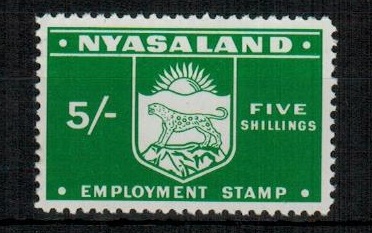 • NYASALAND •
5/-
FIVE
SHILLINGS
• EMPLOYMENT STAMP •